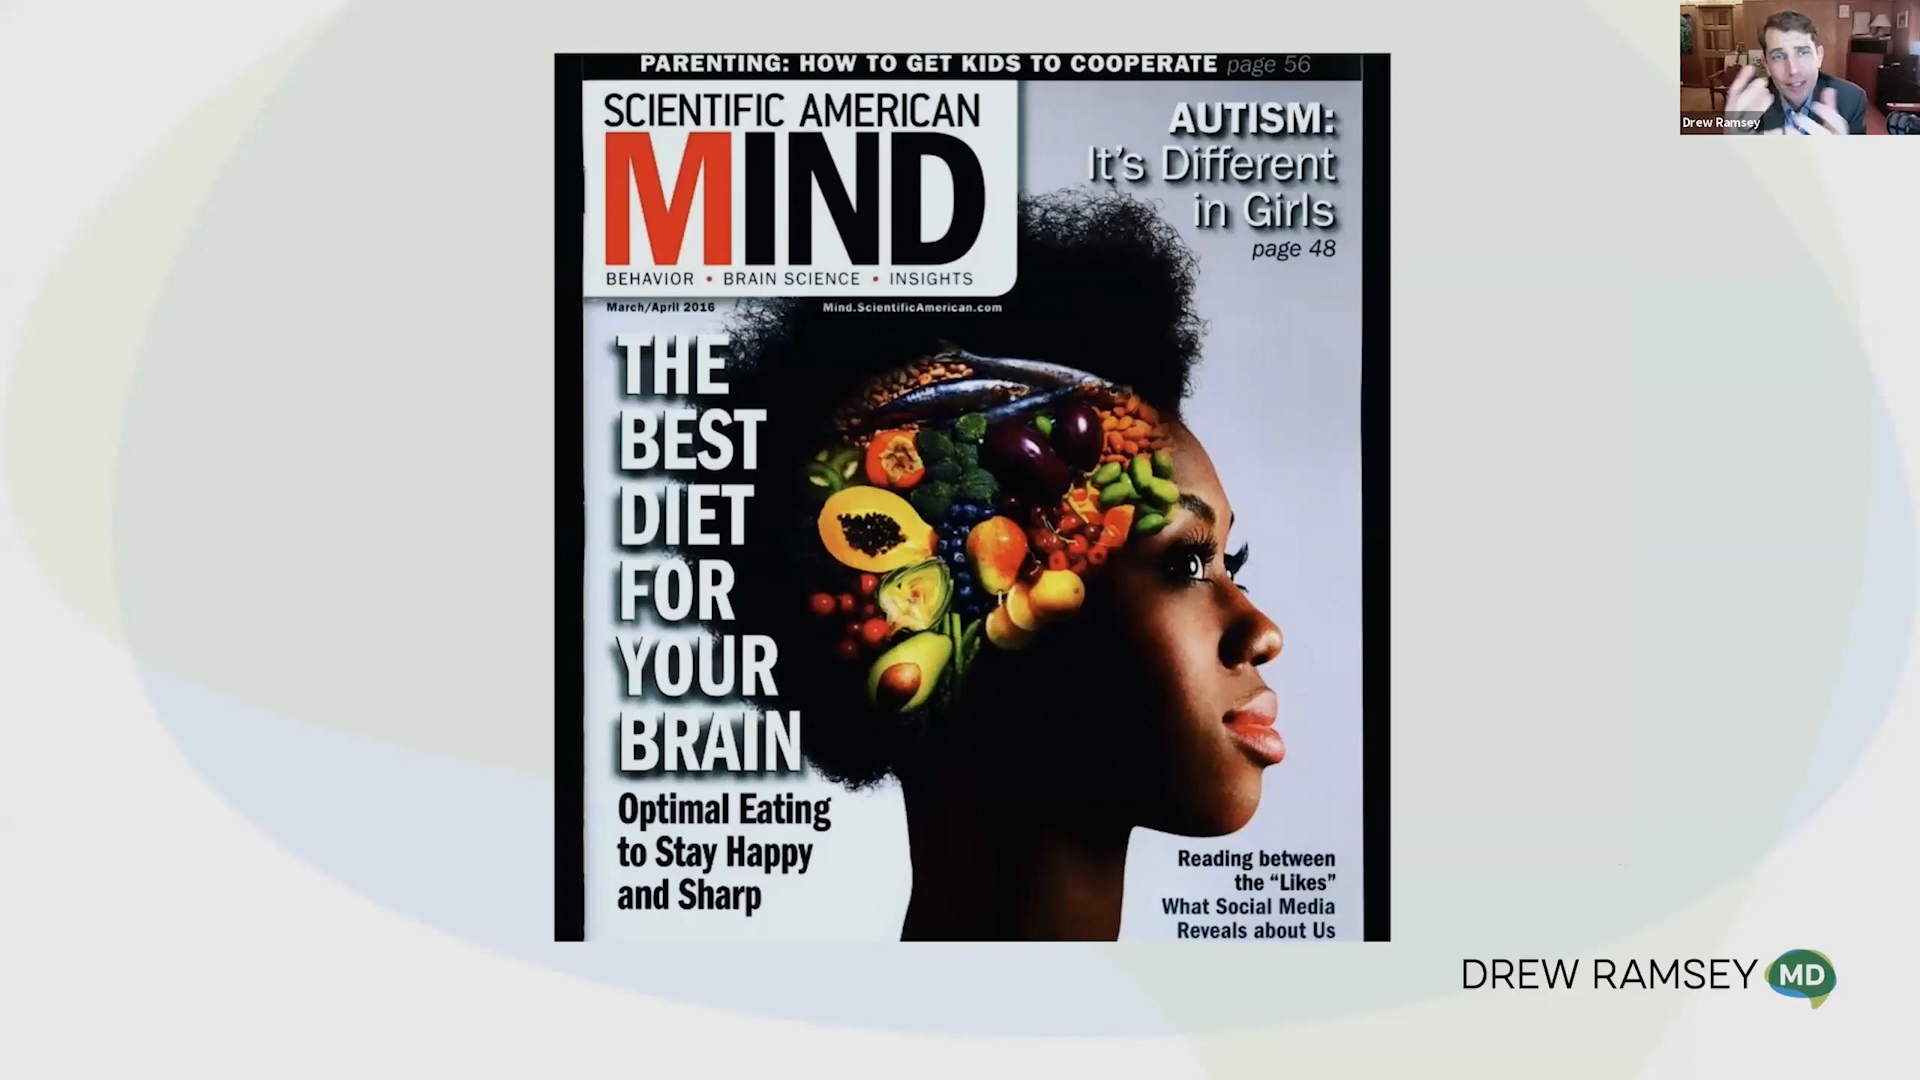 PARENTING: HOW TO GET KIDS TO COOPERATE page 56
SCIENTIFIC AMERICAN
MIND
BEHAVIOR • BRAIN SCIENCE • INSIGHTS
March/April 2016
Mind.ScientificAmerican.com
AUTISM:
It's Different
in Girls
page 48
THE
BEST
DIET
FOR
YOUR
BRAIN
Optimal Eating
to Stay Happy
and Sharp
Reading between
the “Likes”
What Social Media
Reveals about Us
Drew Ramsey
DREW RAMSEY MD